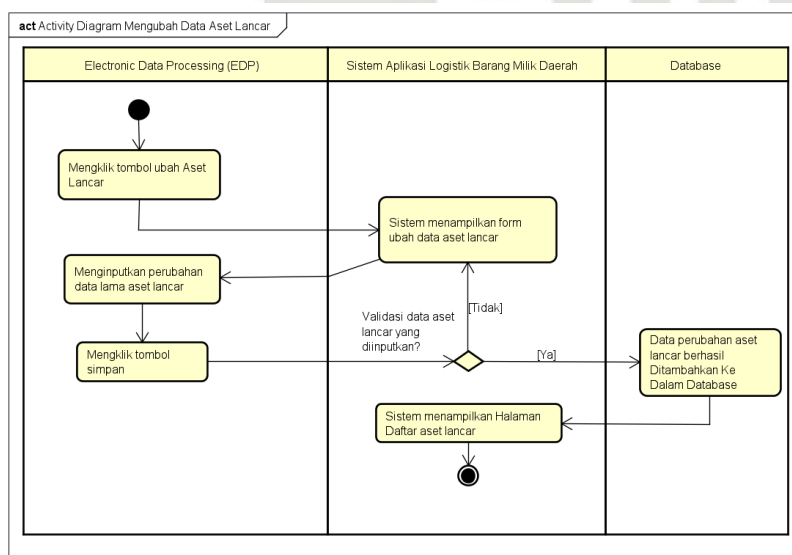 act Activity Diagram Mengubah Data Aset Lancar
Electronic Data Processing (EDP)
Sistem Aplikasi Logistik Barang Milik Daerah
Database
Mengklik tombol ubah Aset
Lancar
Sistem menampilkan form
ubah data aset lancar
Menginputkan perubahan
data lama aset lancar
[Tidak]
Validasi data aset
lancar yang
diinputkan?
Mengklik tombol
simpan
[Ya]
Data perubahan aset
lancar berhasil
Ditambahkan Ke
Dalam Database
Sistem menampilkan Halaman
Daftar aset lancar